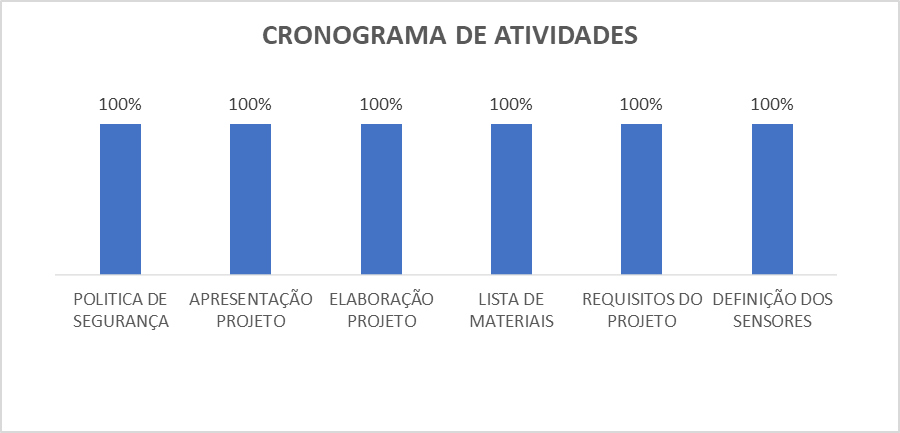 CRONOGRAMA DE ATIVIDADES
100% 100% 100% 100% 100% 100%
POLITICA DE SEGURANÇA
APRESENTAÇÃO PROJETO
ELABORAÇÃO PROJETO
LISTA DE MATERIAIS
REQUISITOS DO PROJETO
DEFINIÇÃO DOS SENSORES